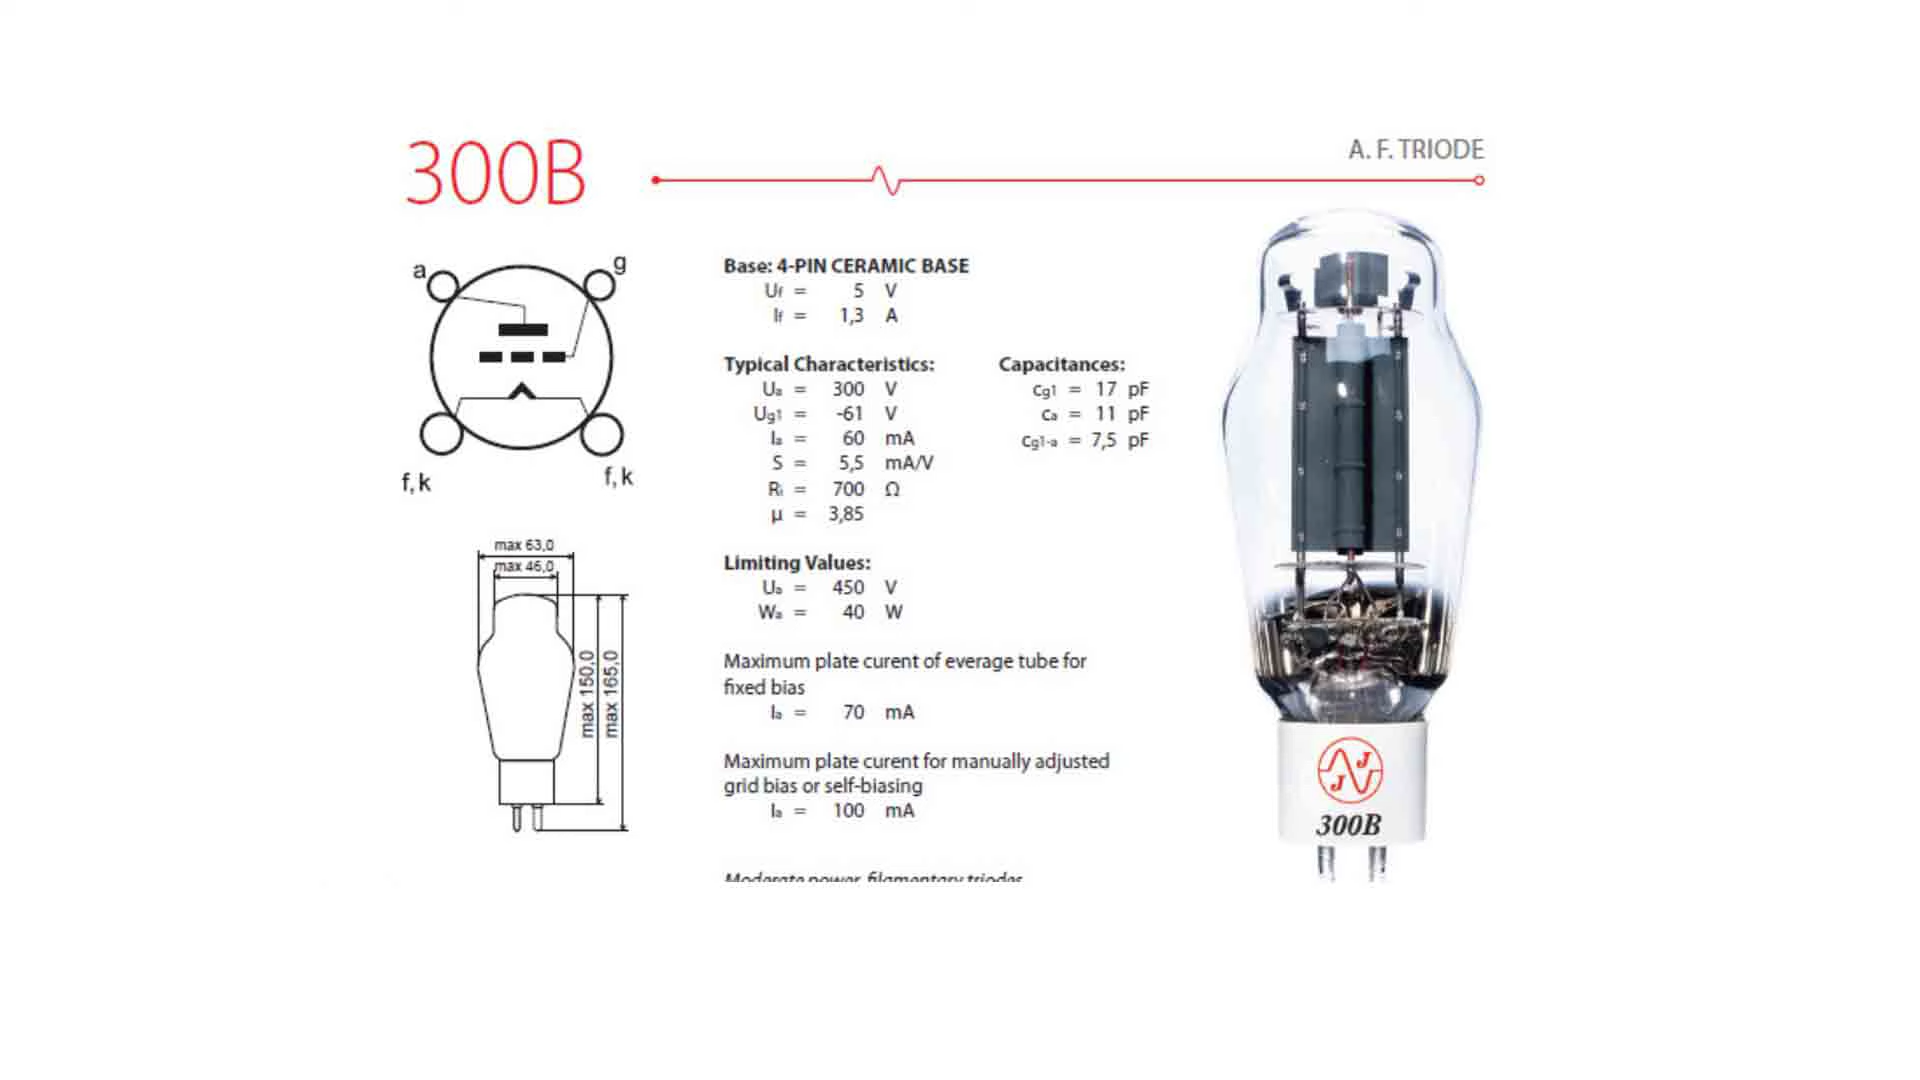 300B
A. F. TRIODE
a
g
f, k
f, k
max 63,0
max 46,0
max 150,0
max 165,0
Base: 4-PIN CERAMIC BASE
Uf = 5 V
If = 1,3 A
Typical Characteristics:
Ua = 300 V
Ug1 = -61 V
Ia = 60 mA
S = 5,5 mA/V
Ri = 700 Ω
µ = 3,85
Capacitances:
cg1 = 17 pF
ca = 11 pF
cg1-a = 7,5 pF
Limiting Values:
Ua = 450 V
Wa = 40 W
Maximum plate curent of everage tube for
fixed bias
Ia = 70 mA
Maximum plate curent for manually adjusted
grid bias or self-biasing
Ia = 100 mA
Moderate power, filamentary triodes
JJ
300B